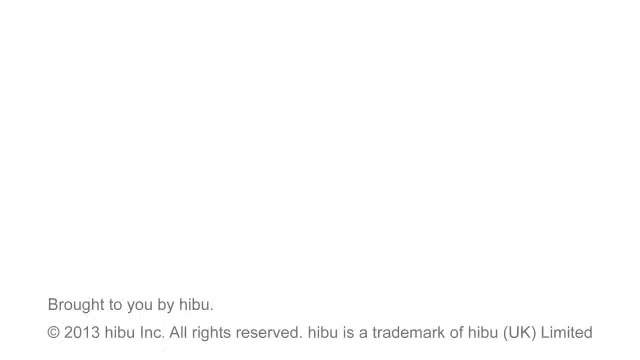 Brought to you by hibu.
© 2013 hibu Inc. All rights reserved. hibu is a trademark of hibu (UK) Limited